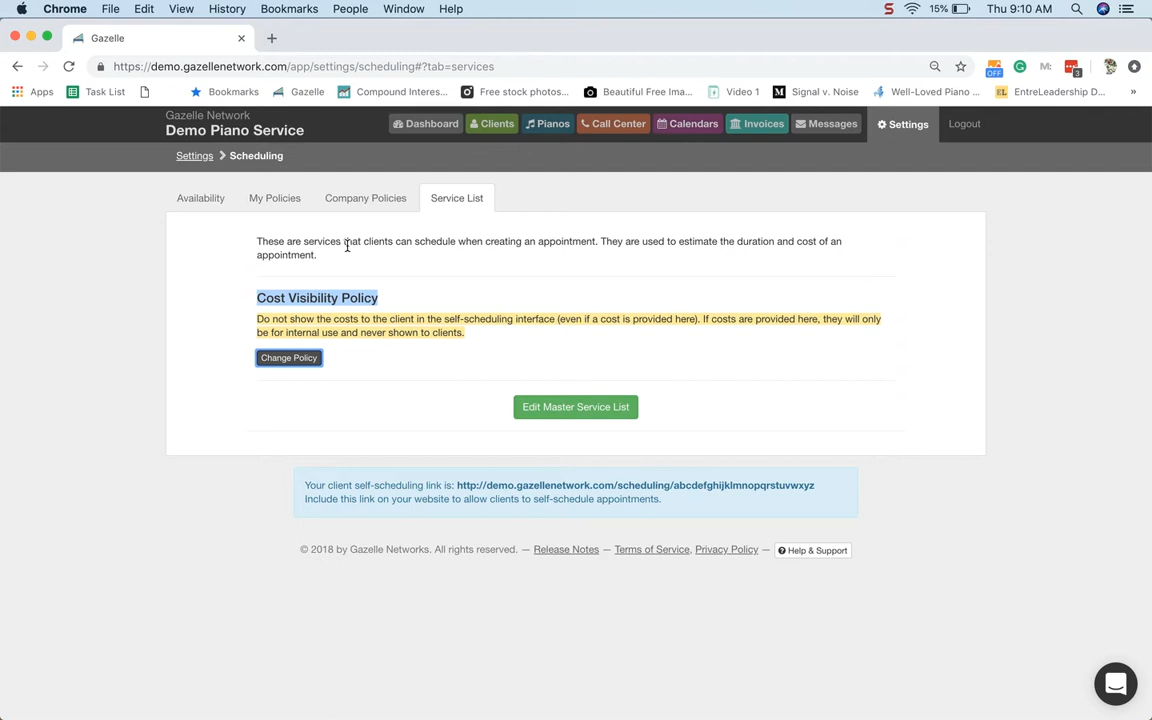 Chrome File Edit View History Bookmarks People Window Help 15% Thu 9:10 AM
Gazelle
https://demo.gazellenetwork.com/app/settings/scheduling#?tab=services
OFF G M: 3
Apps Task List Bookmarks Gazelle Compound Interes... Free stock photos... Beautiful Free Ima... Video 1 Signal v. Noise Well-Loved Piano ... EL EntreLeadership D... »
Gazelle Network
Demo Piano Service
Dashboard Clients Pianos Call Center Calendars Invoices Messages Settings Logout
Settings Scheduling
Availability My Policies Company Policies Service List
These are services that clients can schedule when creating an appointment. They are used to estimate the duration and cost of an
appointment.
Cost Visibility Policy
Do not show the costs to the client in the self-scheduling interface (even if a cost is provided here). If costs are provided here, they will only
be for internal use and never shown to clients.
Change Policy
Edit Master Service List
Your client self-scheduling link is: http://demo.gazellenetwork.com/scheduling/abcdefghijklmnopqrstuvwxyz
Include this link on your website to allow clients to self-schedule appointments.
© 2018 by Gazelle Networks. All rights reserved. — Release Notes — Terms of Service, Privacy Policy — Help & Support